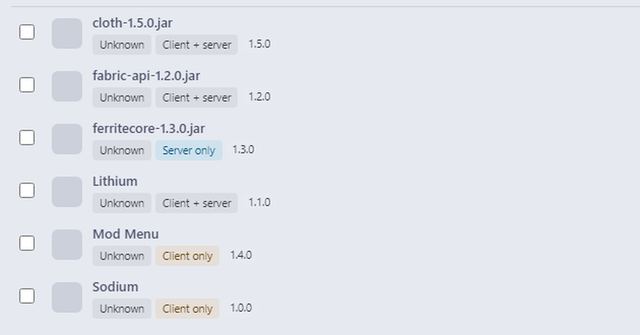 cloth-1.5.0.jar
Unknown Client + server 1.5.0
fabric-api-1.2.0.jar
Unknown Client + server 1.2.0
ferritecore-1.3.0.jar
Unknown Server only 1.3.0
Lithium
Unknown Client + server 1.1.0
Mod Menu
Unknown Client only 1.4.0
Sodium
Unknown Client only 1.0.0